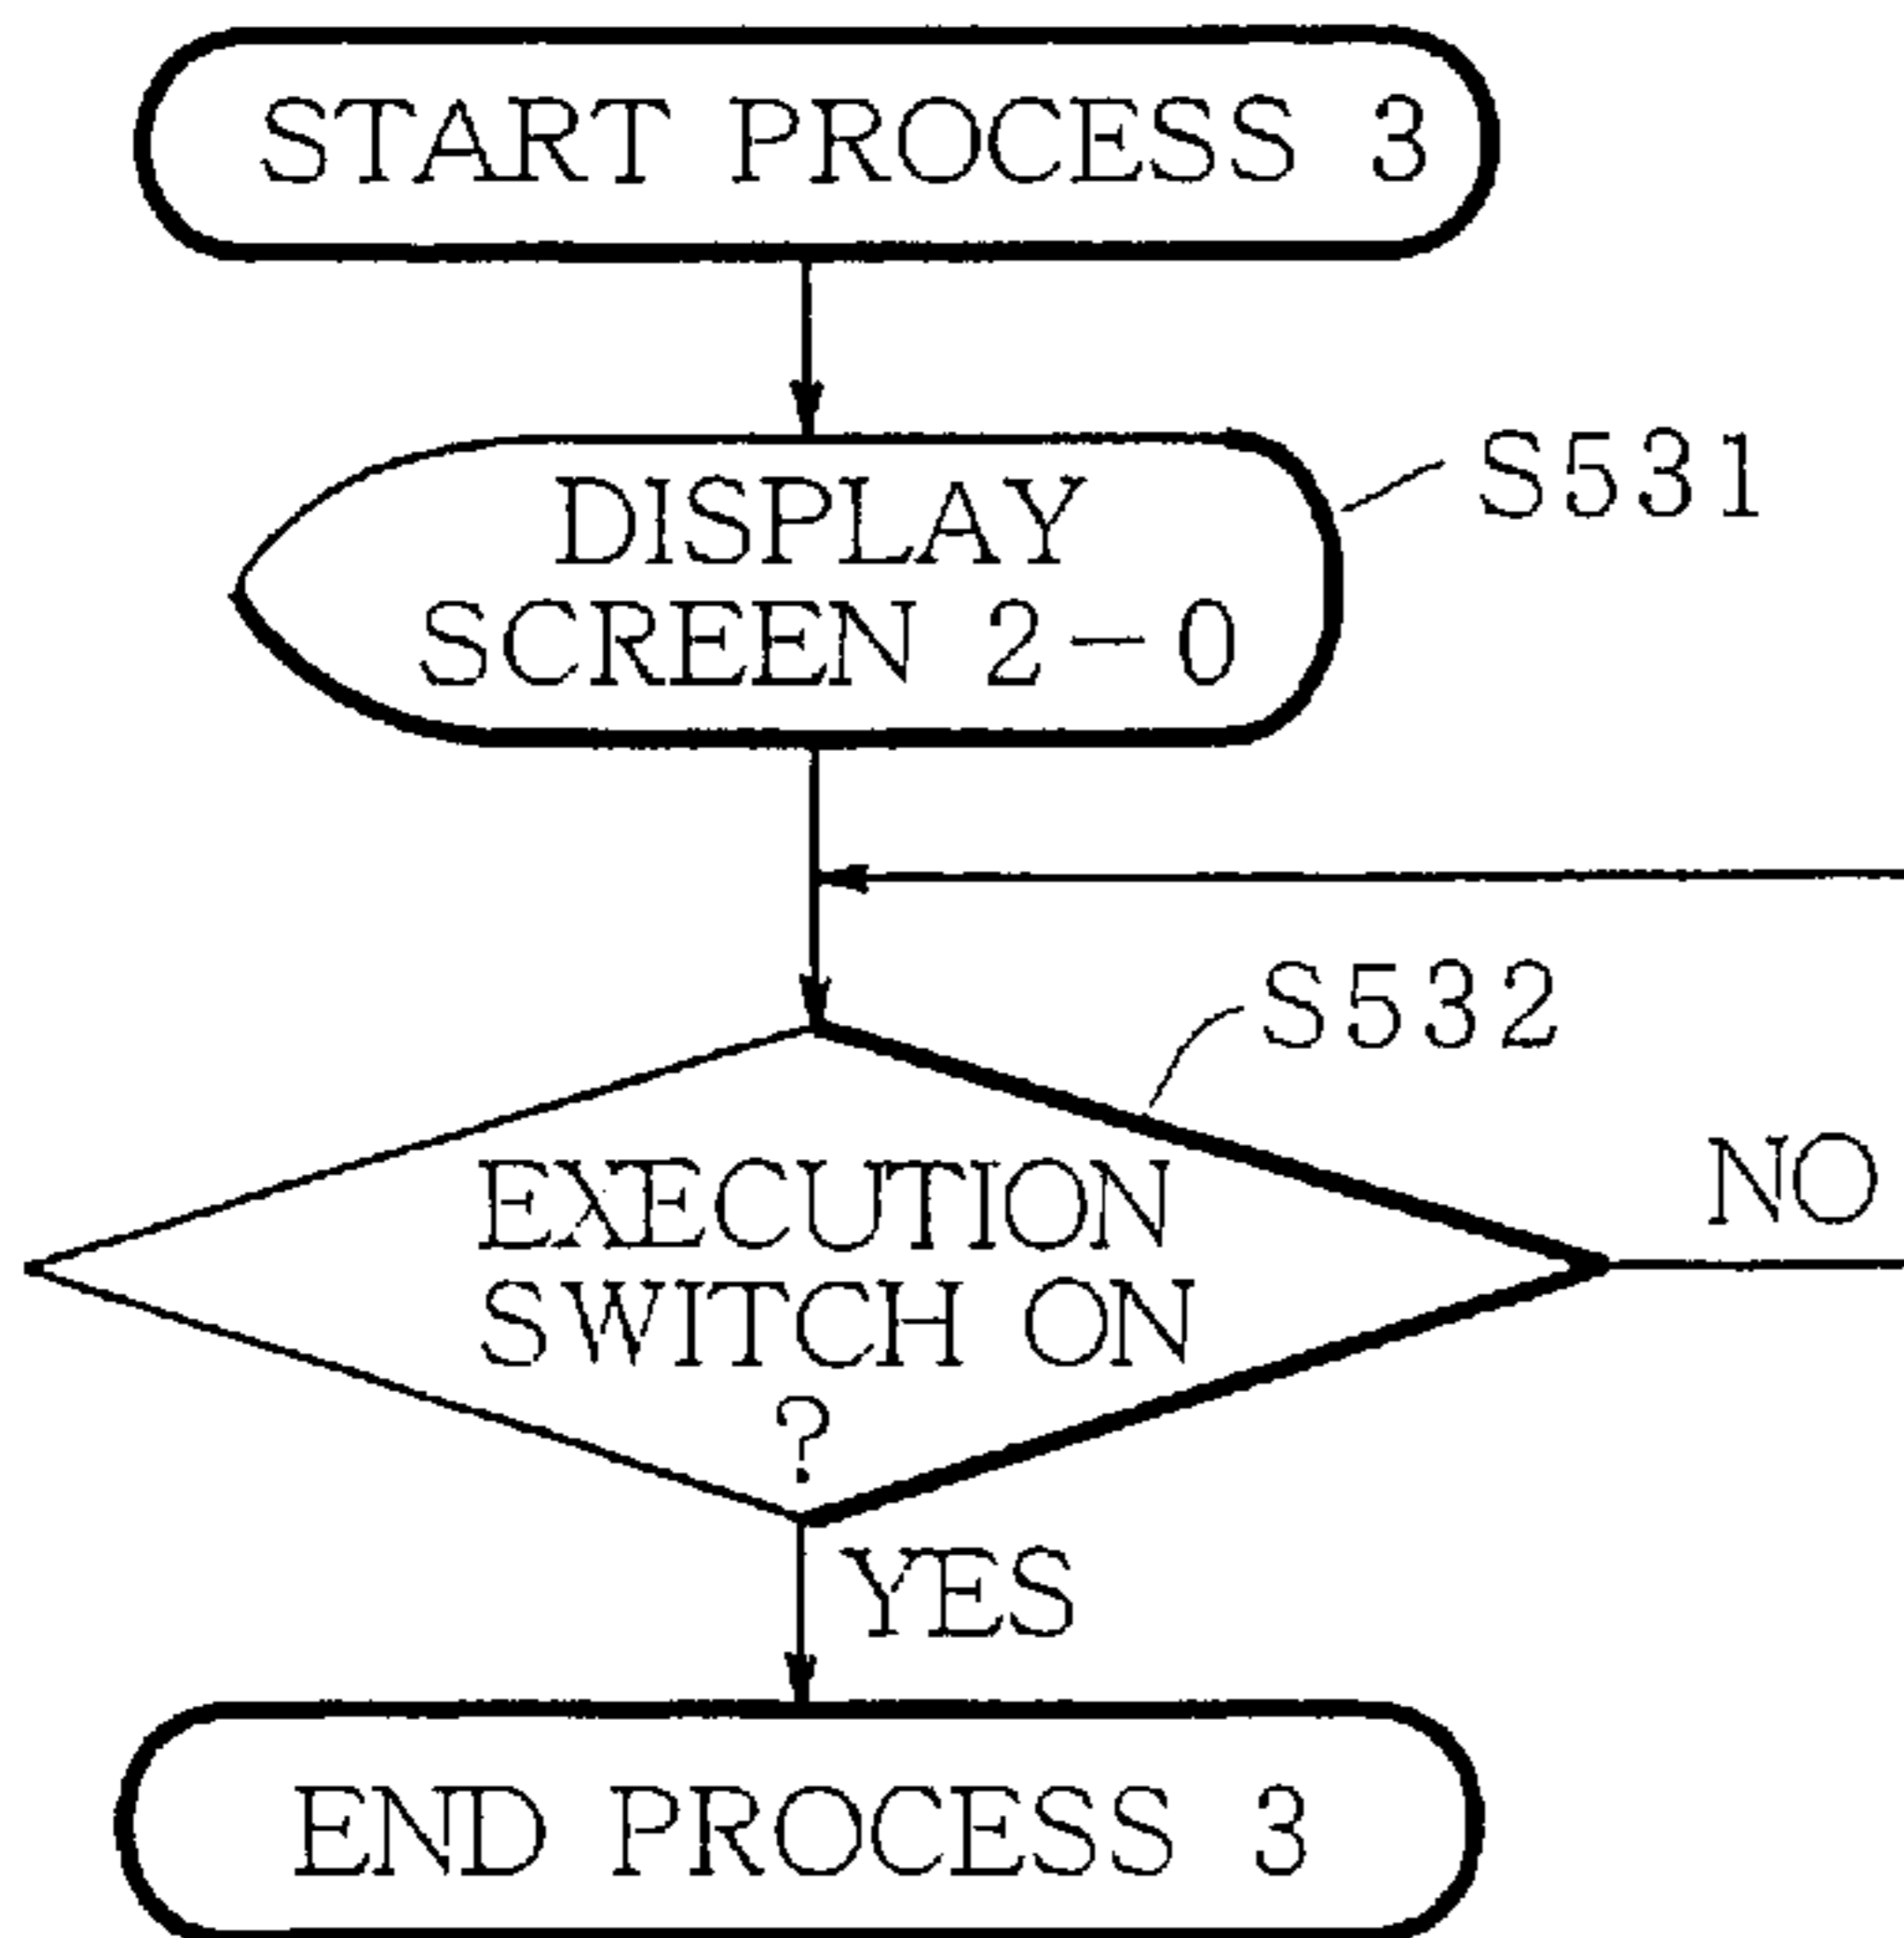 START PROCESS 3
DISPLAY
SCREEN 2-0
S531
S532
EXECUTION
SWITCH ON
?
NO
YES
END PROCESS 3